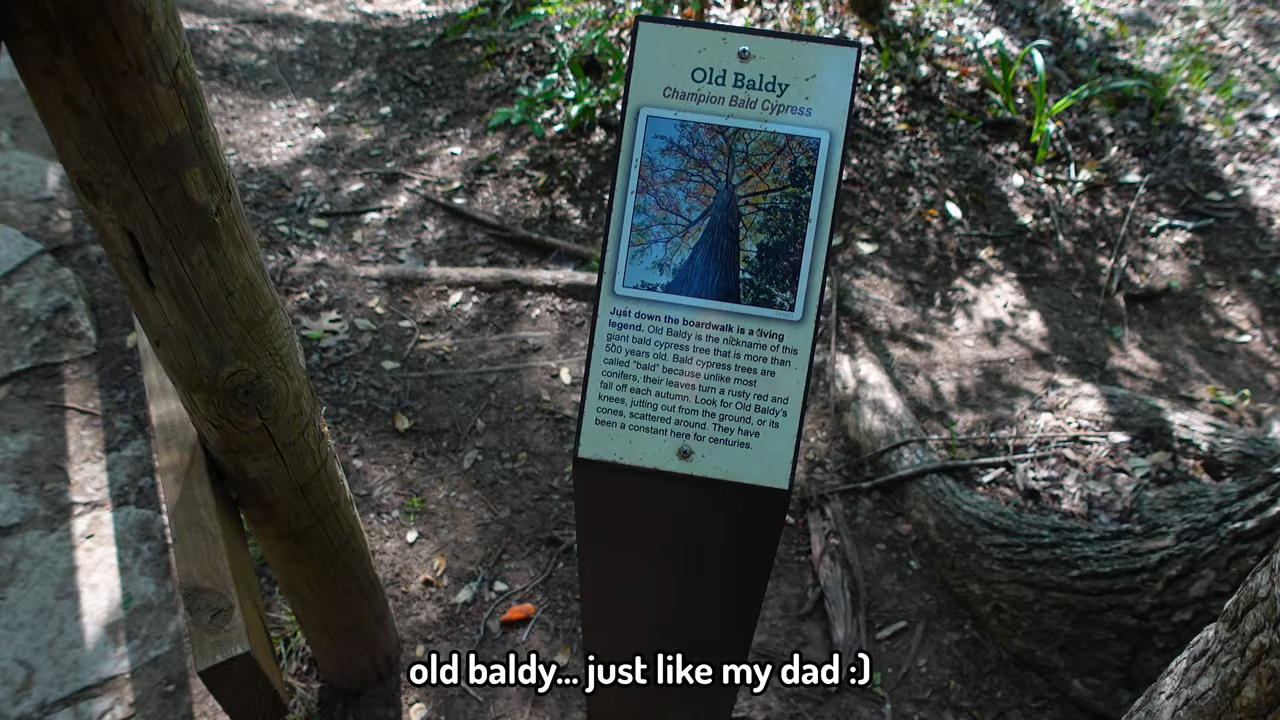 Old Baldy
Champion Bald Cypress
Just down the boardwalk is a living
legend. Old Baldy is the nickname of this
giant bald cypress tree that is more than
500 years old. Bald cypress trees are
called "bald" because unlike most
conifers, their leaves turn a rusty red and
fall off each autumn. Look for Old Baldy's
knees, jutting out from the ground, or its
cones, scattered around. They have
been a constant here for centuries.
old baldy... just like my dad :)